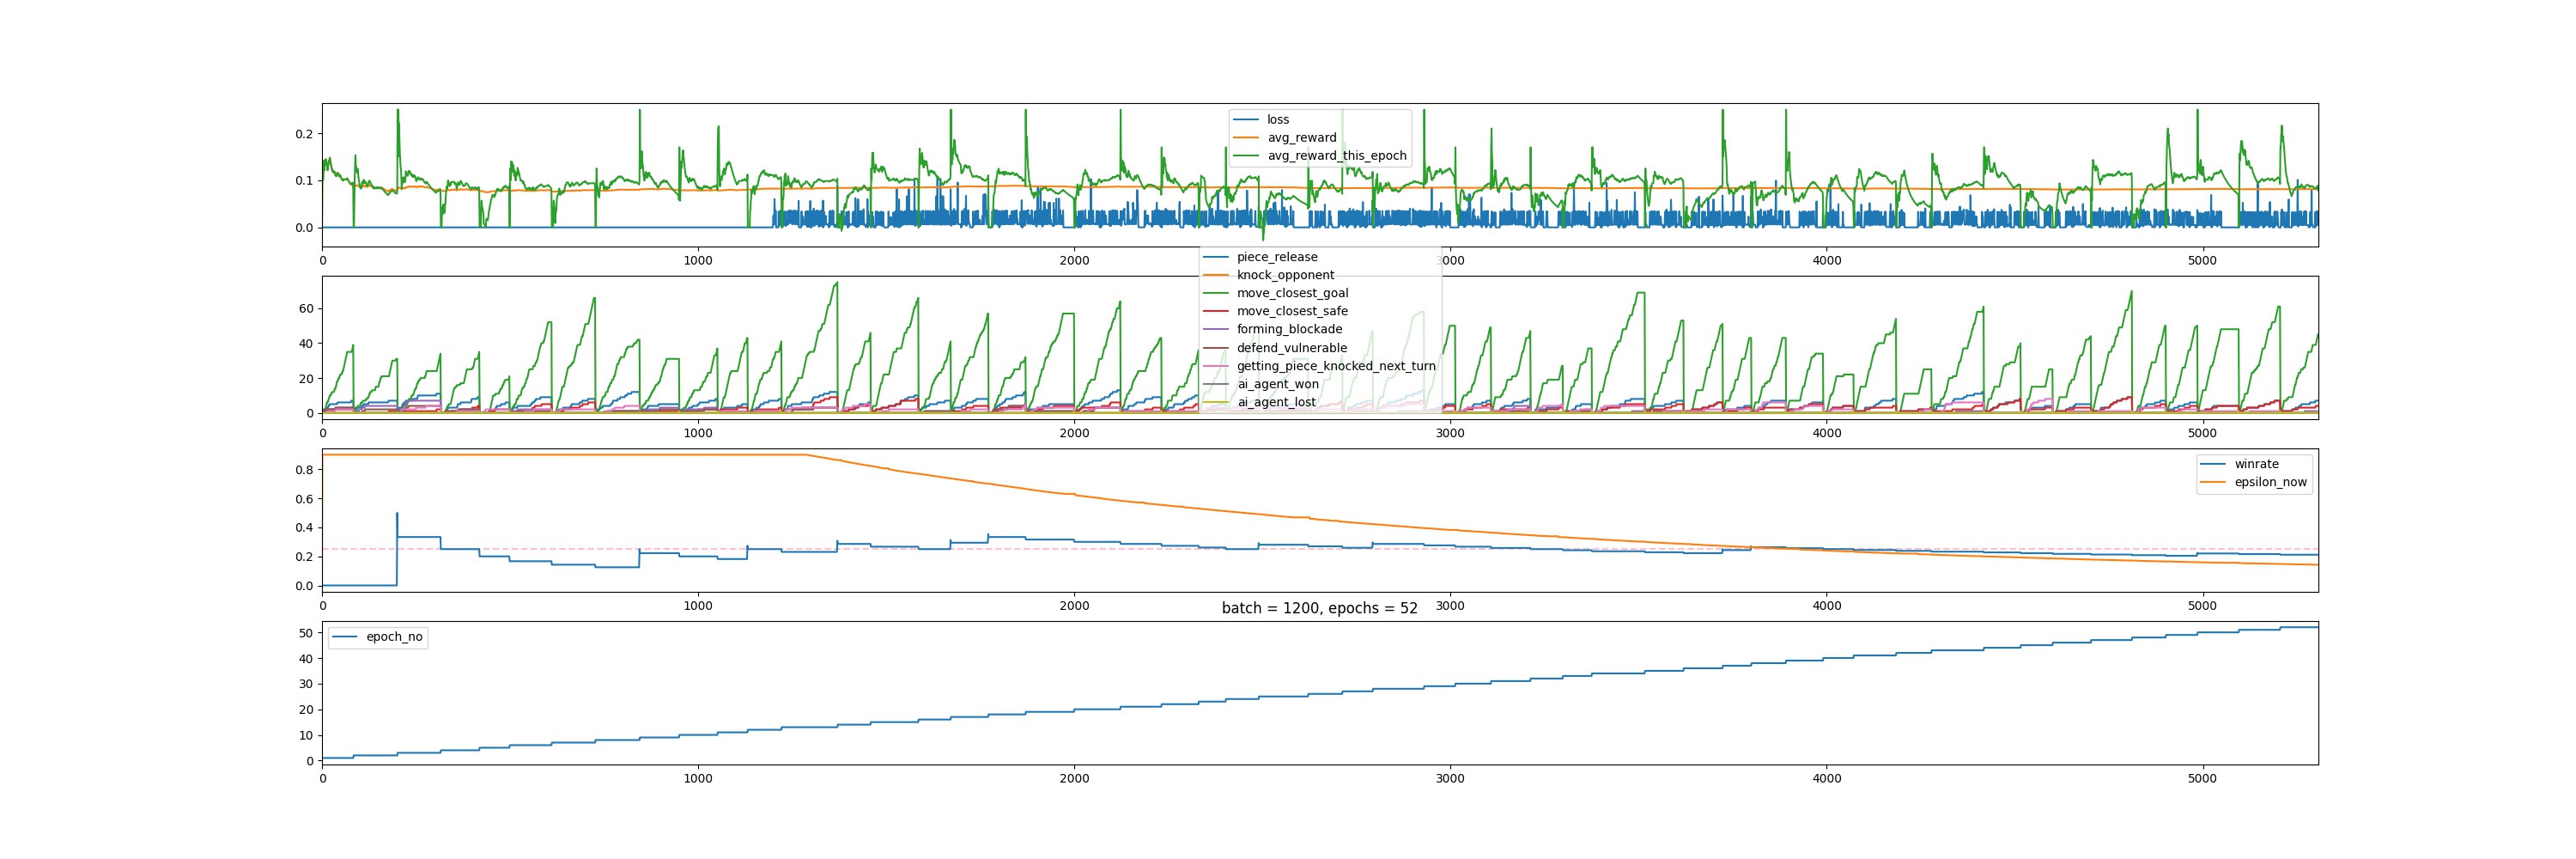 0.2
0.1
0.0
loss
avg_reward
avg_reward_this_epoch
0 1000 2000 3000 4000 5000
60
40
20
0
piece_release
knock_opponent
move_closest_goal
move_closest_safe
forming_blockade
defend_vulnerable
getting_piece_knocked_next_turn
ai_agent_won
ai_agent_lost
0 1000 2000 3000 4000 5000
0.8
0.6
0.4
0.2
0.0
winrate
epsilon_now
0 1000 2000 3000 4000 5000
batch = 1200, epochs = 52
50
40
30
20
10
0
epoch_no
0 1000 2000 3000 4000 5000